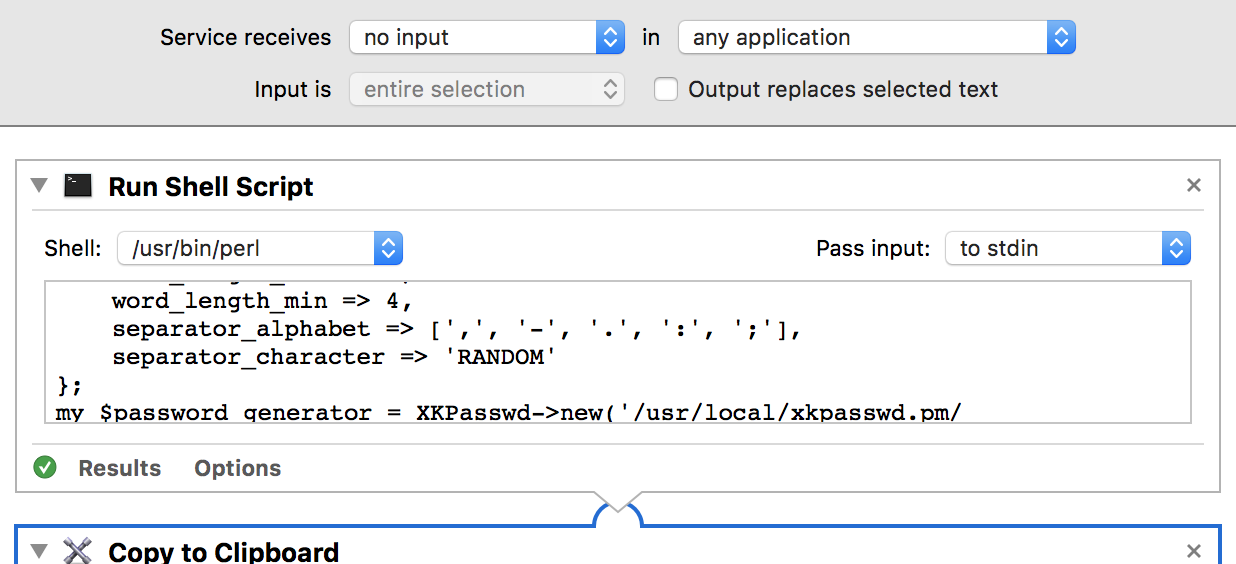 Service receives no input in any application
Input is entire selection Output replaces selected text
Run Shell Script
Shell: /usr/bin/perl Pass input: to stdin
word_length_min => 4,
separator_alphabet => [',', '-', '.', ':', ';'],
separator_character => 'RANDOM'
};
my $password_generator = XKPasswd->new('/usr/local/xkpasswd.pm/
Results Options
Copy to Clipboard